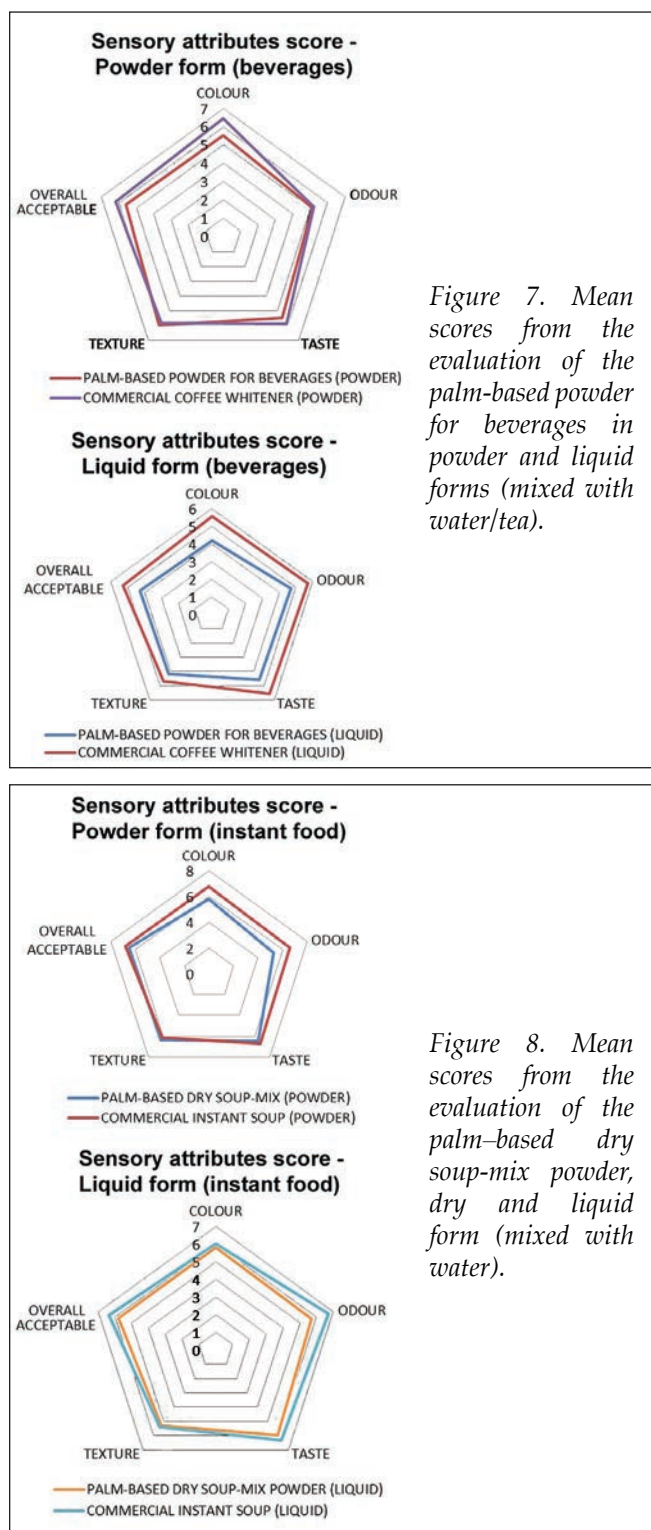 Sensory attributes score -
Powder form (beverages)
COLOUR
7
6
5
4
3
2
1
0
ODOUR
OVERALL
ACCEPTABLE
TEXTURE
TASTE
PALM-BASED POWDER FOR BEVERAGES (POWDER)
COMMERCIAL COFFEE WHITENER (POWDER)
Sensory attributes score -
Liquid form (beverages)
COLOUR
6
5
4
3
2
1
0
ODOUR
OVERALL
ACCEPTABLE
TEXTURE
TASTE
PALM-BASED POWDER FOR BEVERAGES (LIQUID)
COMMERCIAL COFFEE WHITENER (LIQUID)
Figure 7. Mean
scores from the
evaluation of the
palm-based powder
for beverages in
powder and liquid
forms (mixed with
water/tea).
Sensory attributes score -
Powder form (instant food)
COLOUR
8
6
4
2
0
ODOUR
OVERALL
ACCEPTABLE
TEXTURE
TASTE
PALM-BASED DRY SOUP-MIX (POWDER)
COMMERCIAL INSTANT SOUP (POWDER)
Sensory attributes score -
Liquid form (instant food)
COLOUR
7
6
5
4
3
2
1
0
ODOUR
OVERALL
ACCEPTABLE
TEXTURE
TASTE
PALM-BASED DRY SOUP-MIX POWDER (LIQUID)
COMMERCIAL INSTANT SOUP (LIQUID)
Figure 8. Mean
scores from the
evaluation of the
palm–based dry
soup-mix powder,
dry and liquid
form (mixed with
water).